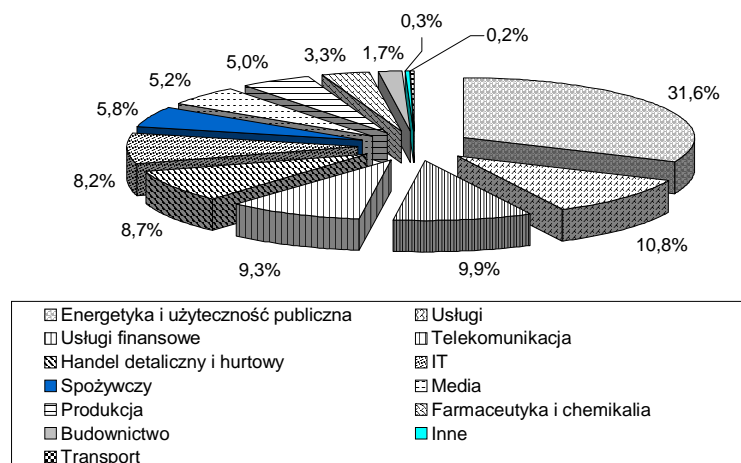 0,3%
0,2%
1,7%
3,3%
5,0%
5,2%
5,8%
8,2%
8,7%
9,3%
9,9%
10,8%
31,6%
Energetyka i użyteczność publiczna
Usługi
Usługi finansowe
Telekomunikacja
Handel detaliczny i hurtowy
IT
Spożywczy
Media
Produkcja
Farmaceutyka i chemikalia
Budownictwo
Inne
Transport